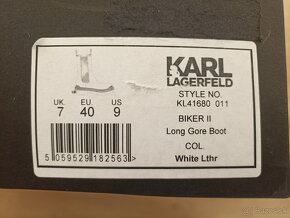 KARL
LAGERFELD
STYLE NO.
KL41680 011
UK. EU. US
7 40 9
BIKER II
Long Gore Boot
COL.
White Lthr
5 059529 182563 >